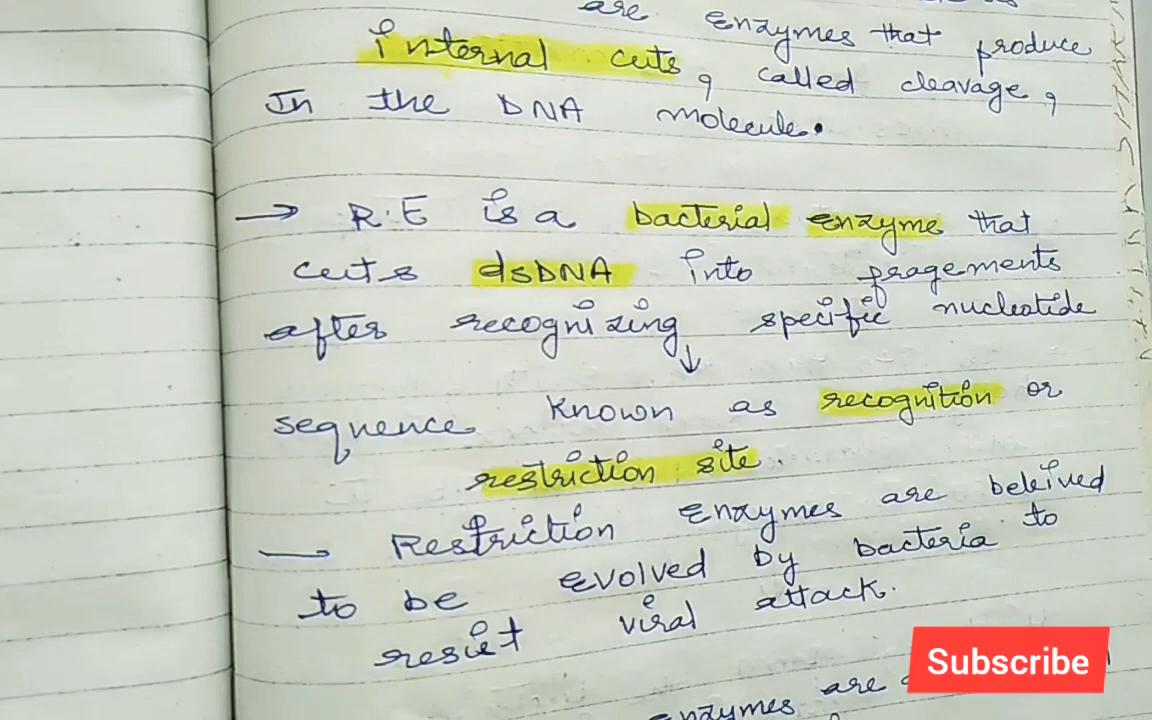 are enzymes that produce
internal cuts, called cleavage,
In the DNA molecule.
→ R.E is a bacterial enzyme that
cuts dsDNA into fragements
after recognizing specific nucleotide
↓
sequence known as recognition or
restriction site.
— Restriction enzymes are beleived
to be evolved by bacteria to
resist viral attack.
Subscribe
enzymes are